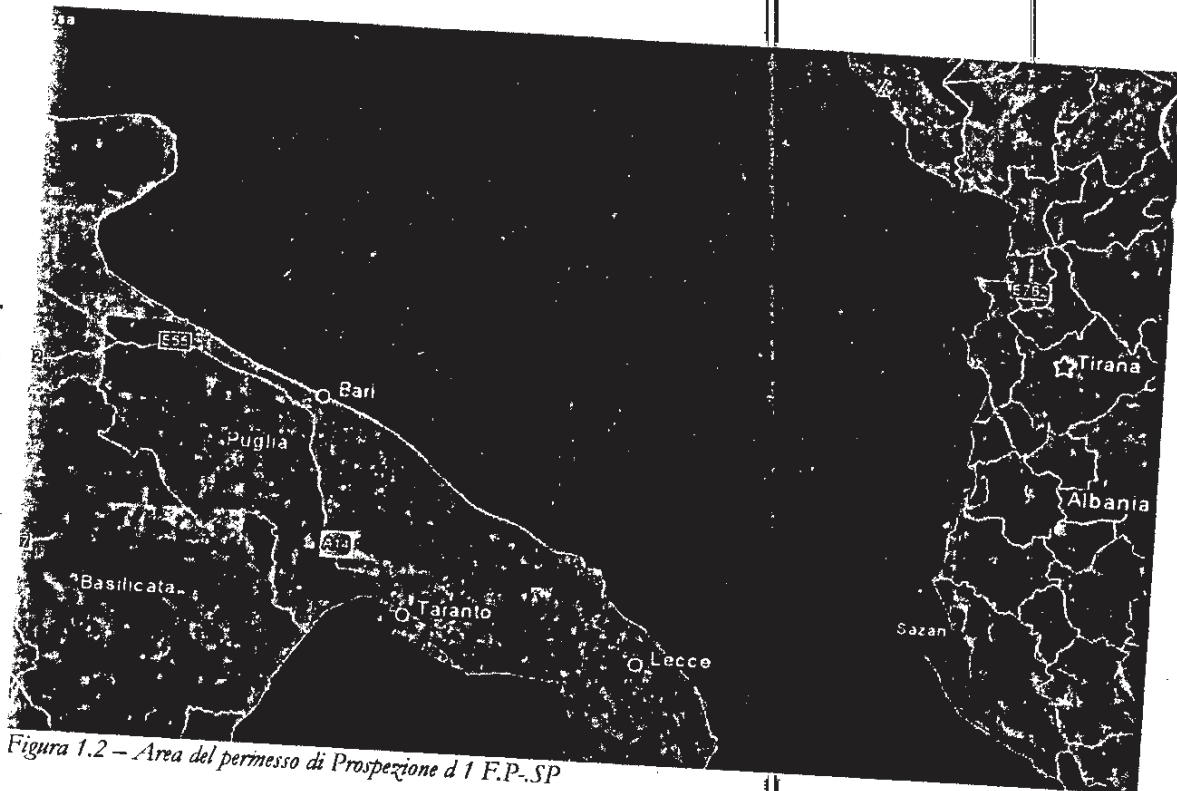 E55
Bari
Puglia
A14
Basilicata
Taranto
Lecce
E762
Tirana
Albania
Sazan
Figura 1.2 – Area del permesso di Prospezione d 1 F.P-.SP